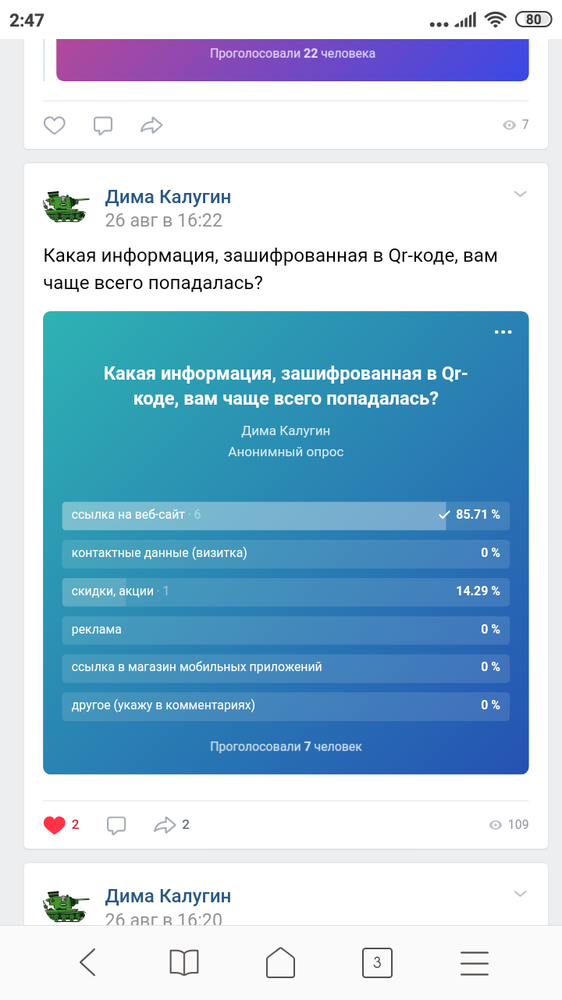 2:47
80
Проголосовали 22 человека
7
Дима Калугин
26 авг в 16:22
Какая информация, зашифрованная в Qr-коде, вам
чаще всего попадалась?
Какая информация, зашифрованная в Qr-
коде, вам чаще всего попадалась?
Дима Калугин
Анонимный опрос
ссылка на веб-сайт · 6 85.71 %
контактные данные (визитка) 0 %
скидки, акции · 1 14.29 %
реклама 0 %
ссылка в магазин мобильных приложений 0 %
другое (укажу в комментариях) 0 %
Проголосовали 7 человек
2 2 109
Дима Калугин
26 авг в 16:20
3